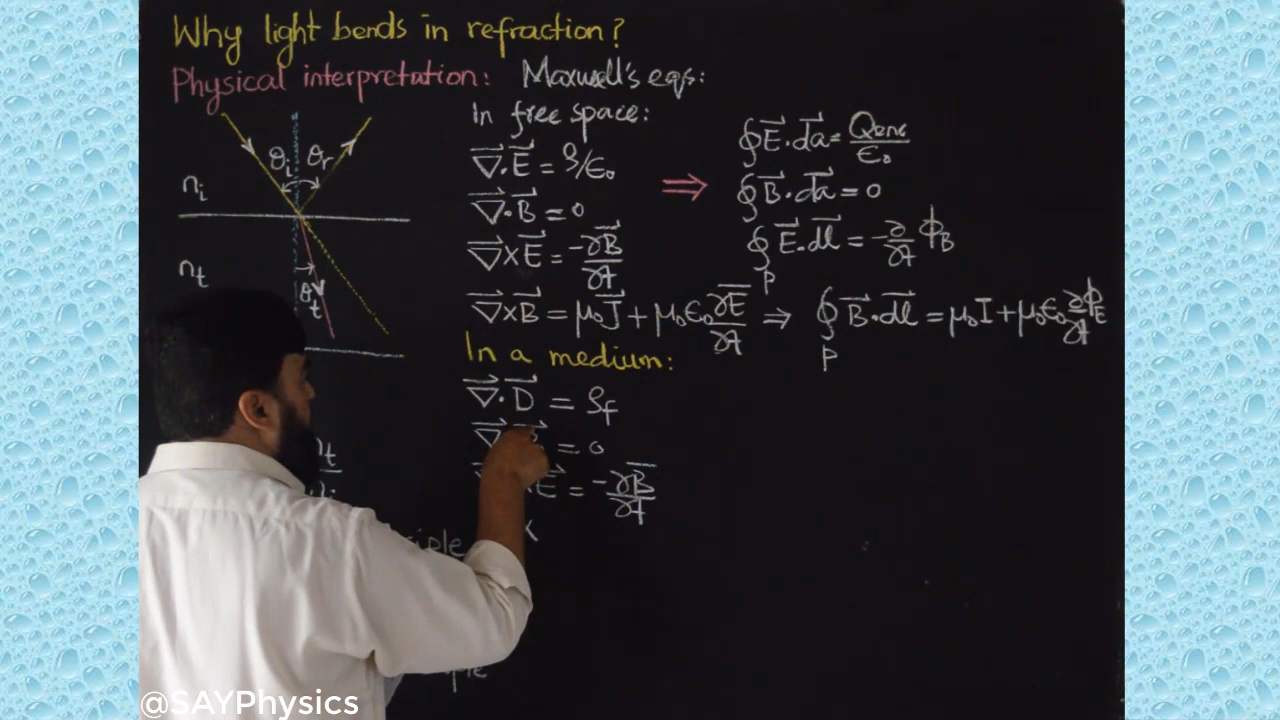 Why light bends in refraction?
Physical interpretation: Maxwell's eqs:
In free space:
∇·E = ρ/ε₀
∇·B = 0
∇×E = -∂B/∂t
∇×B = μ₀J + μ₀ε₀ ∂E/∂t ⇒ ∮ B·dl = μ₀I + μ₀ε₀ ∂ϕE/∂t
P
⇒ ∮E·da = Qenc/ε₀
∮B·da = 0
∮ E·dl = -∂/∂t ϕB
P
θi θr
ni
nt
θt
In a medium:
∇·D = ρf
∇ = 0
E = -∂B/∂t
@SAYPhysics